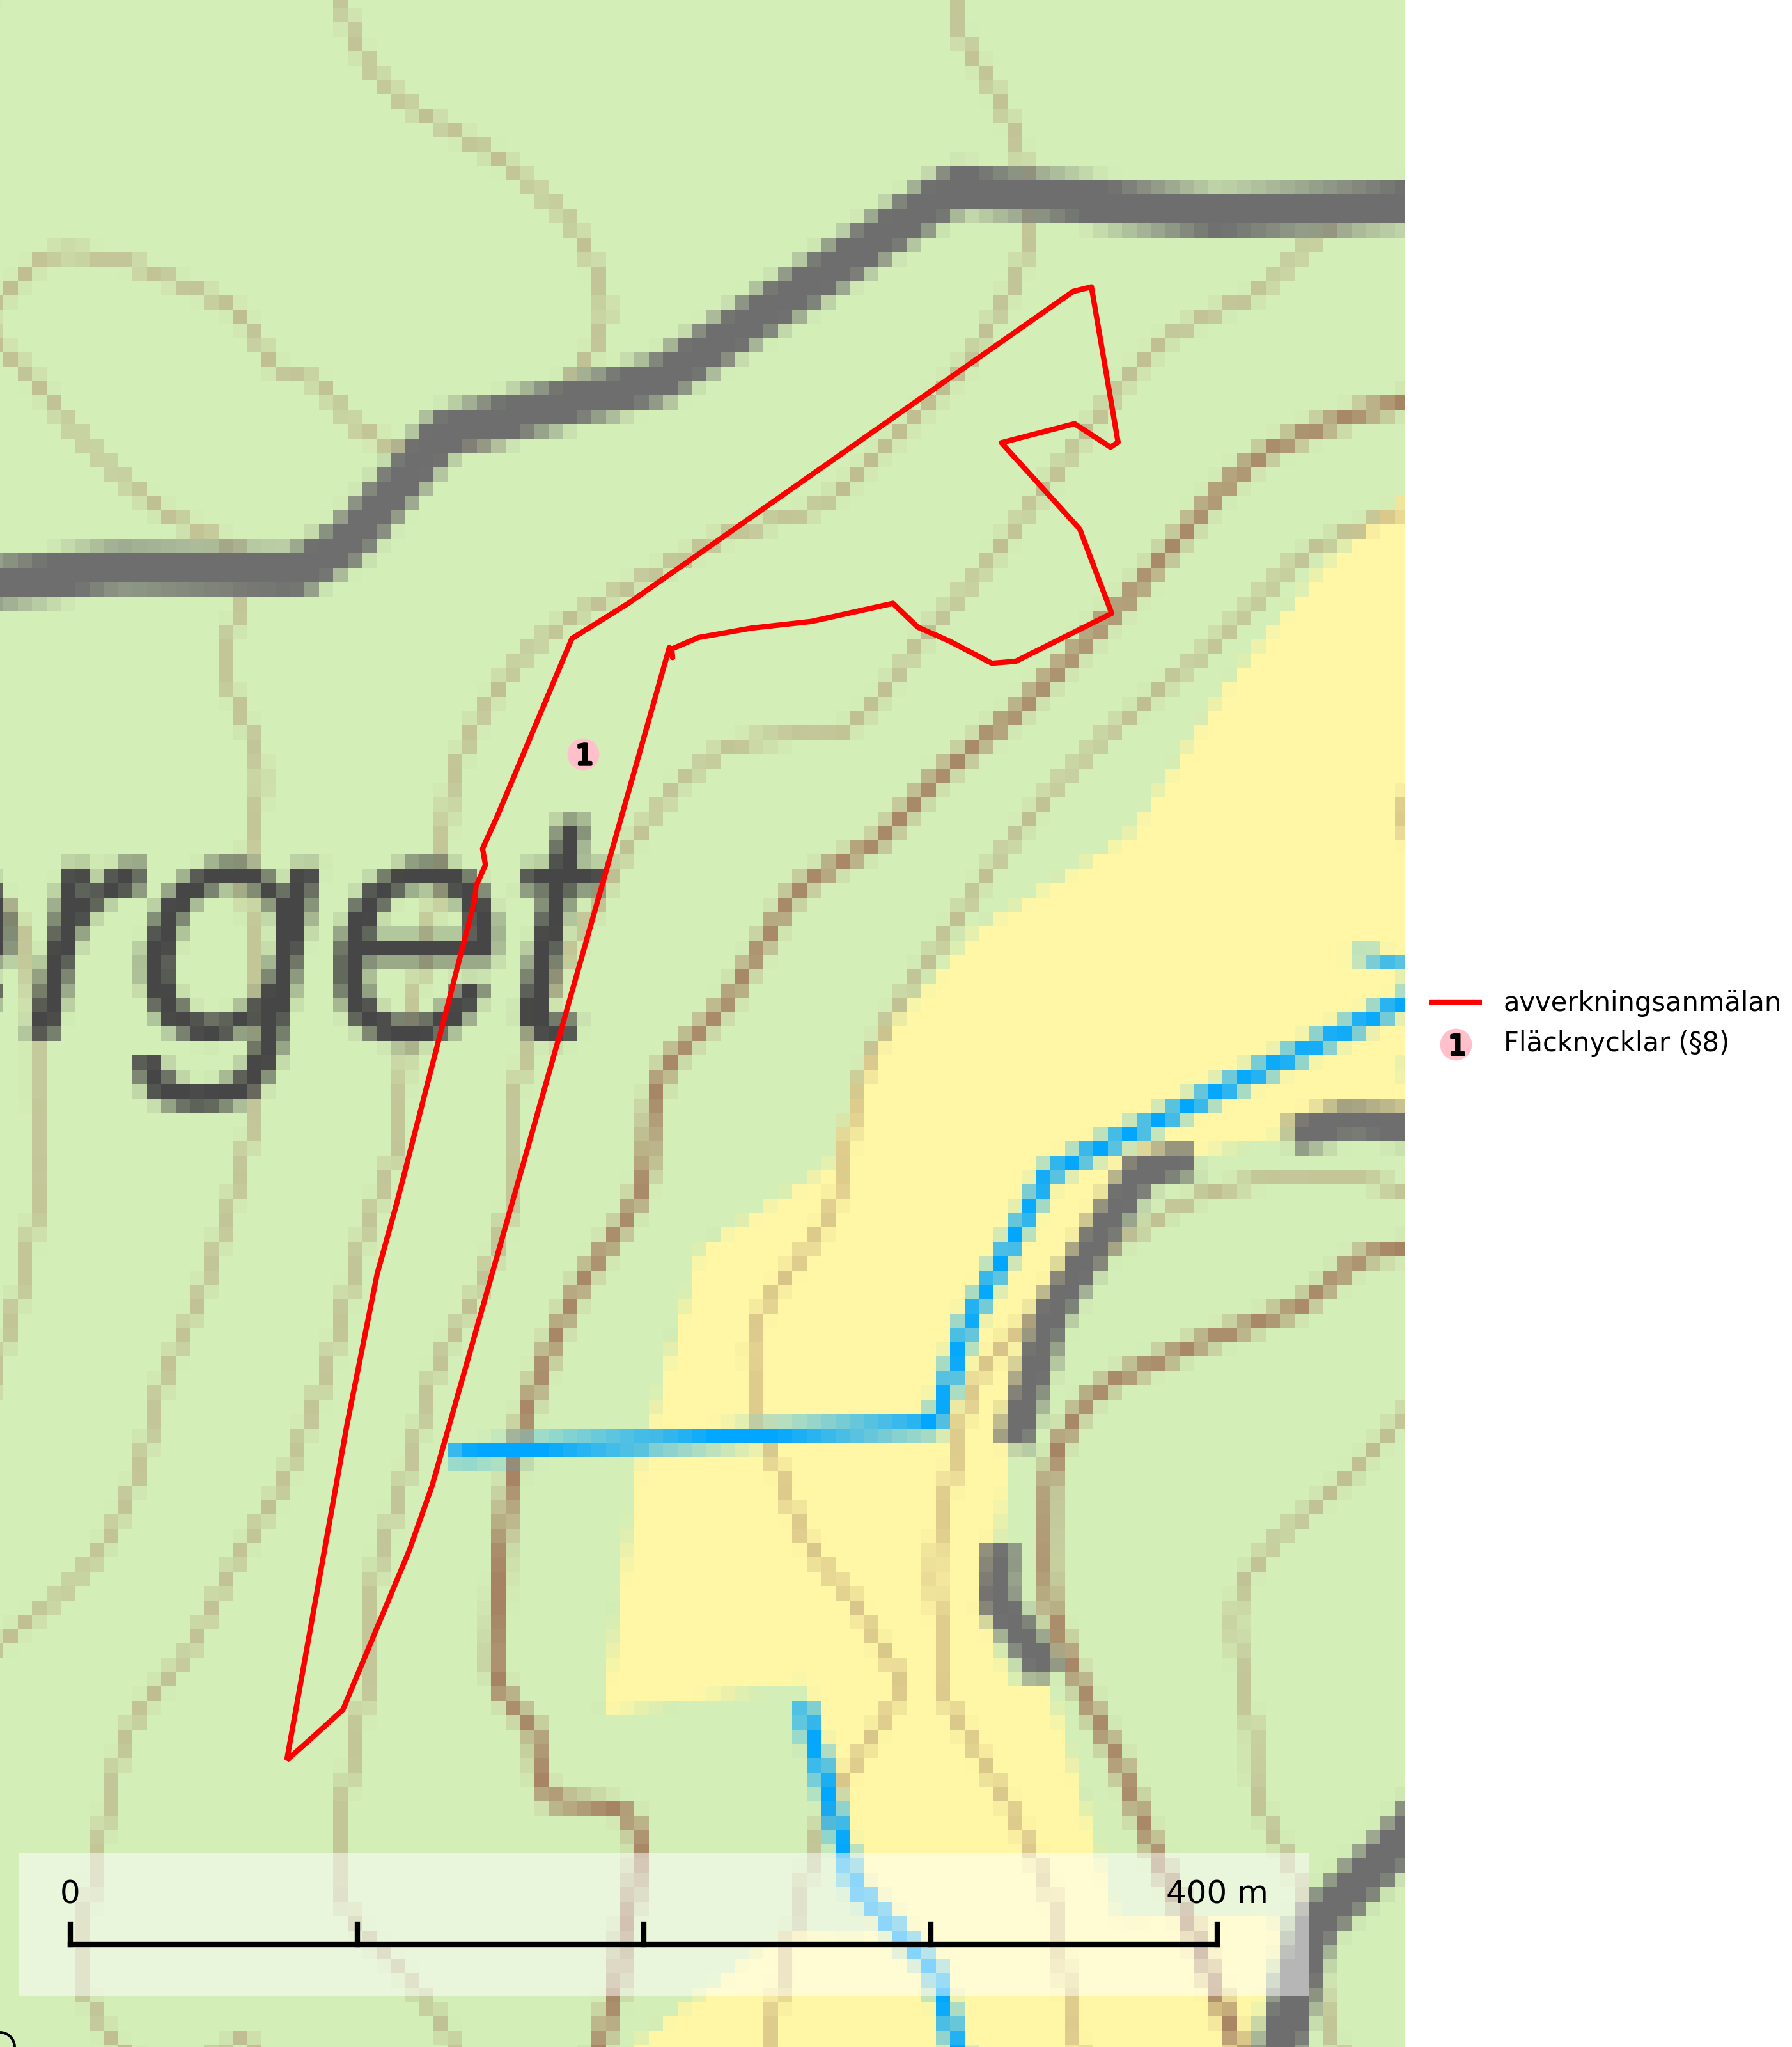 1
rget
avverkningsanmälan
1 Fläcknycklar (§8)
0 400 m